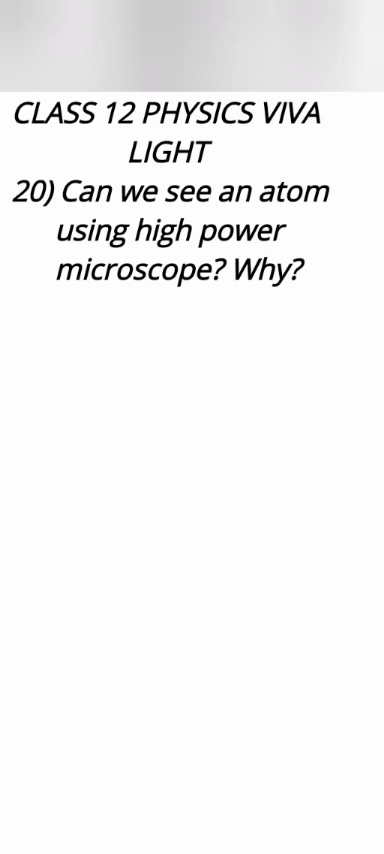 CLASS 12 PHYSICS VIVA
LIGHT
20) Can we see an atom
using high power
microscope? Why?